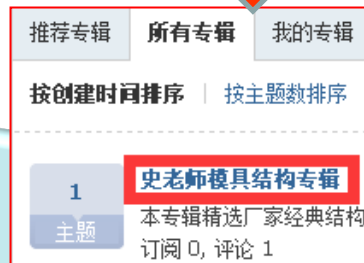 推荐专辑 所有专辑 我的专辑
按创建时间排序 | 按主题数排序
1
主题
史老师模具结构专辑
本专辑精选厂家经典结构
订阅 0, 评论 1